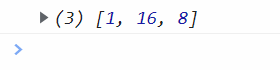 ▶(3) [1, 16, 8]
>